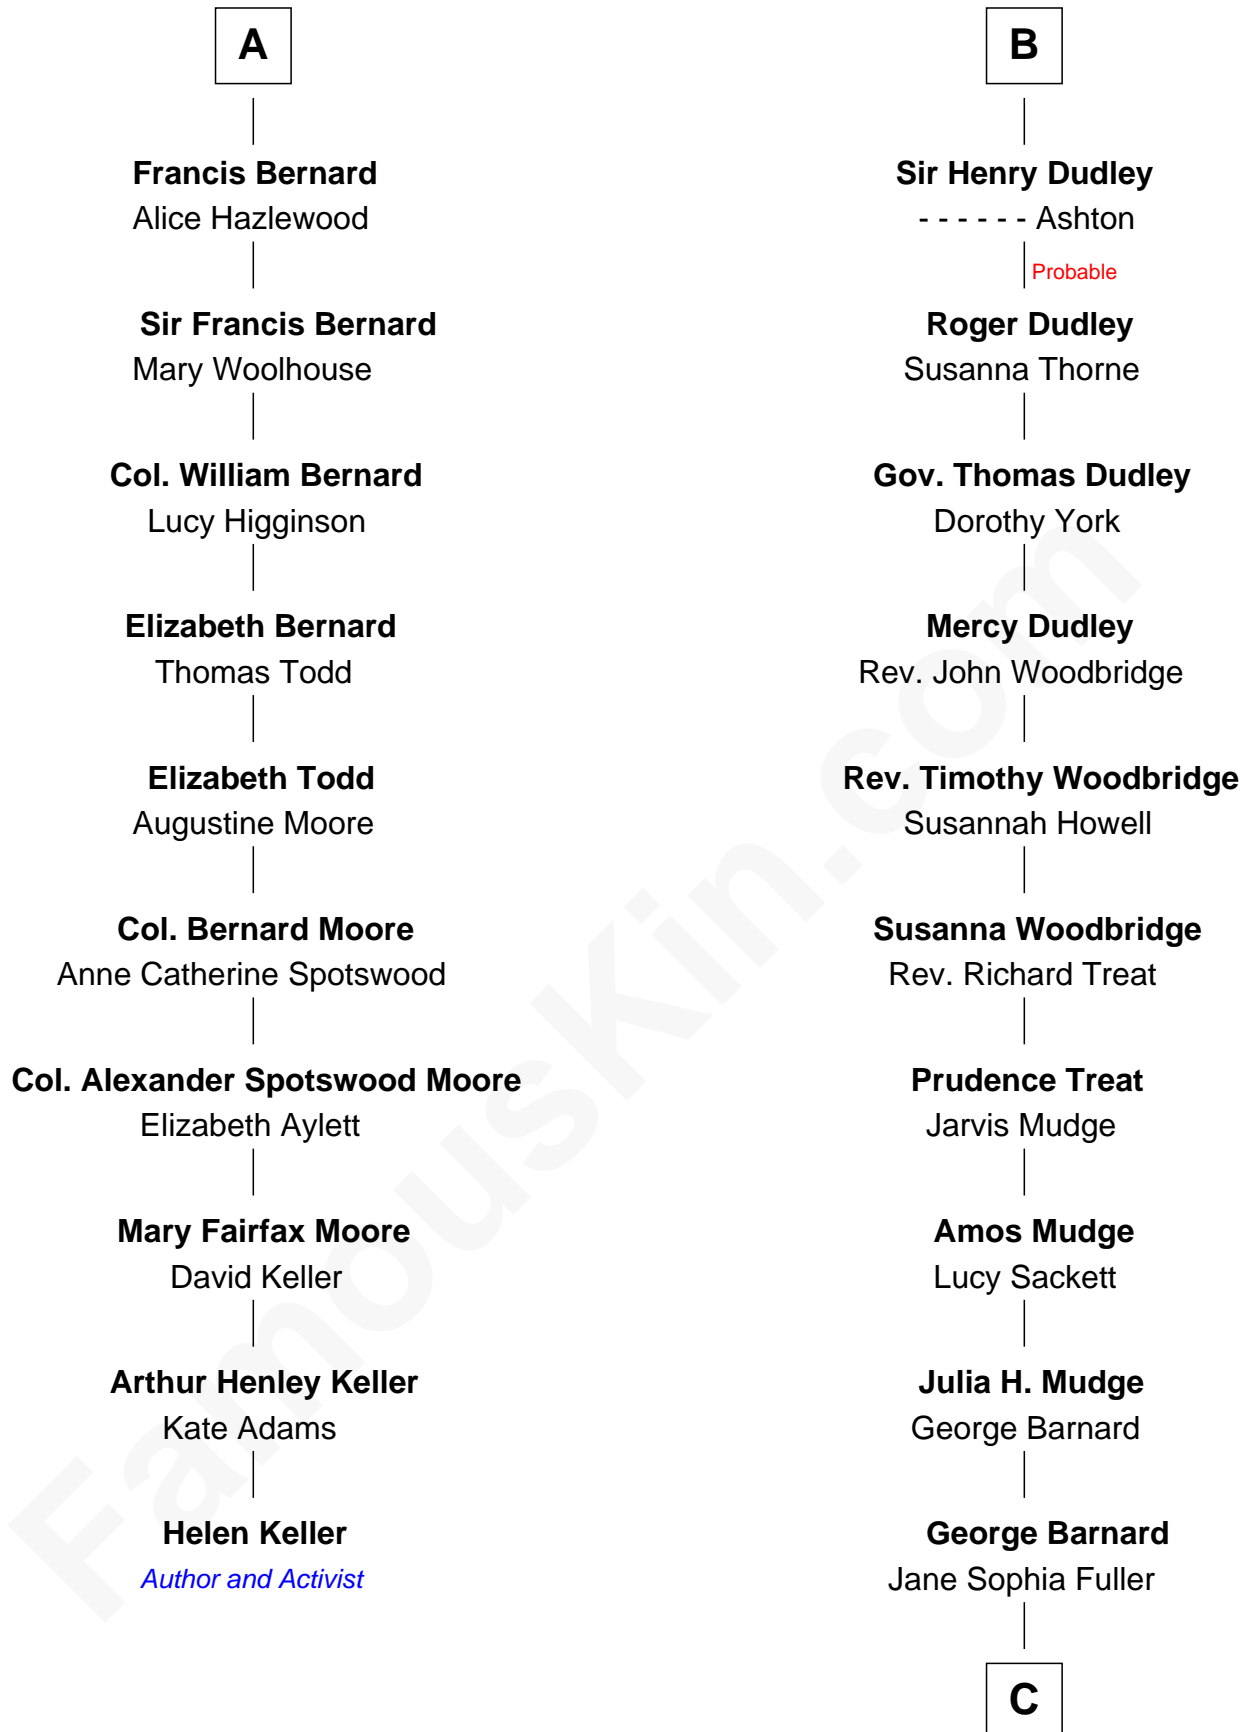 A
Francis Bernard
Alice Hazlewood
Sir Francis Bernard
Mary Woolhouse
Col. William Bernard
Lucy Higginson
Elizabeth Bernard
Thomas Todd
Elizabeth Todd
Augustine Moore
Col. Bernard Moore
Anne Catherine Spotswood
Col. Alexander Spotswood Moore
Elizabeth Aylett
Mary Fairfax Moore
David Keller
Arthur Henley Keller
Kate Adams
Helen Keller
Author and Activist
B
Sir Henry Dudley
- - - - - - Ashton
Probable
Roger Dudley
Susanna Thorne
Gov. Thomas Dudley
Dorothy York
Mercy Dudley
Rev. John Woodbridge
Rev. Timothy Woodbridge
Susannah Howell
Susanna Woodbridge
Rev. Richard Treat
Prudence Treat
Jarvis Mudge
Amos Mudge
Lucy Sackett
Julia H. Mudge
George Barnard
George Barnard
Jane Sophia Fuller
C
FamousKin.com